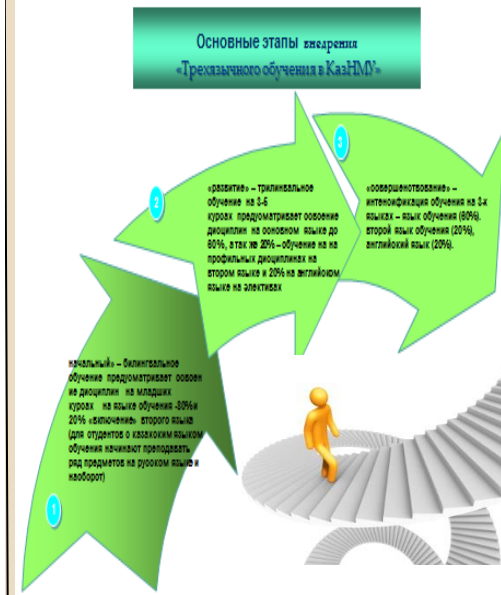 Основные этапы внедрения
«Трехязычного обучения в КазНМУ»
3
2
«развитие» – трилингвальное
обучение на 3-5
курсах предусматривает освоение
дисциплин на основном языке до
60%, а так же 20% – обучение на на
профильных дисциплинах на
втором языке и 20% на английском
языке на элективах
«совершенствование» –
интенсификация обучения на 3-х
языках – язык обучения (60%).
второй язык обучения (20%),
английский язык (20%).
начальный» – билингвальное
обучение предусматривает освоен
ие дисциплин на младших
курсах на языке обучения -80% и
20% «включение» второго языка
(для студентов с казахским языком
обучения начинают преподавать
ряд предметов на русском языке и
наоборот)
1